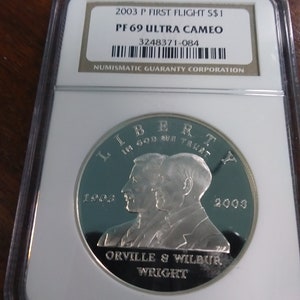 2003 P FIRST FLIGHT S$1
PF 69 ULTRA CAMEO
3248371-084
NUMISMATIC GUARANTY CORPORATION
LIBERTY
IN GOD WE TRUST
1903 2003
ORVILLE & WILBUR
WRIGHT